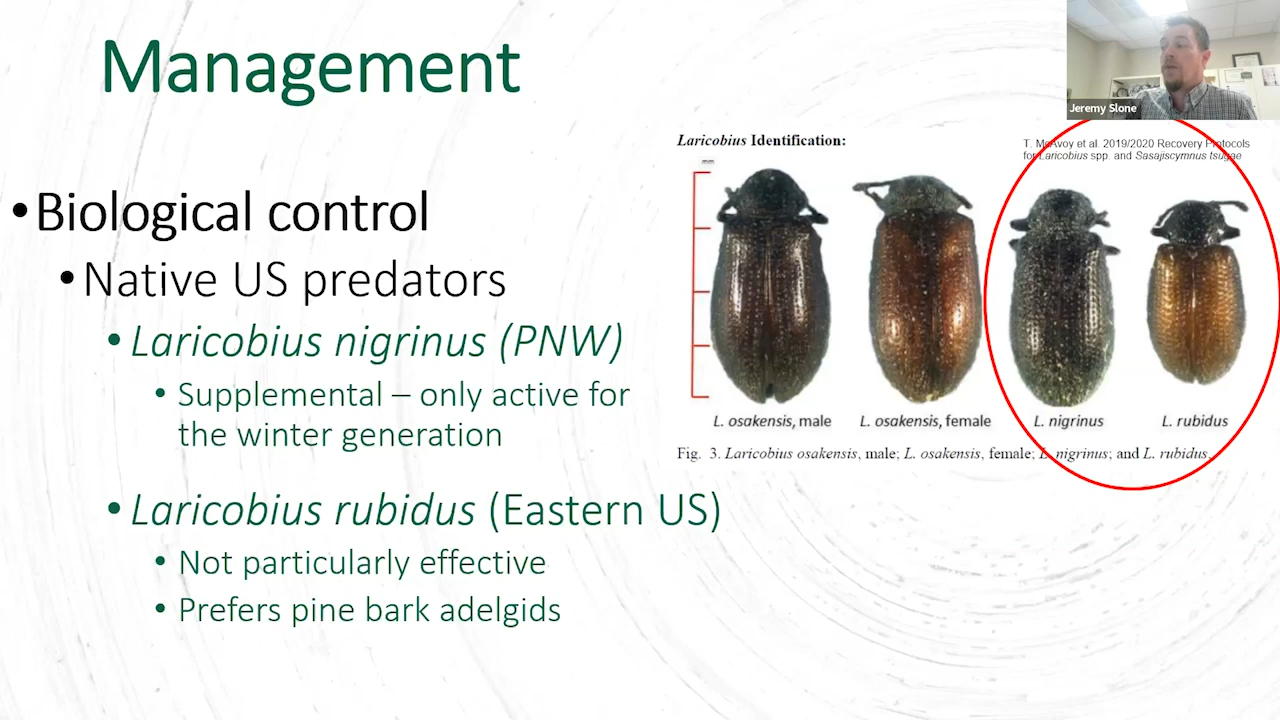 Management
Jeremy Slone
Laricobius Identification:
T. McAvoy et al. 2019/2020 Recovery Protocols
for Laricobius spp. and Sasajiscymnus tsugae
•Biological control
•Native US predators
•Laricobius nigrinus (PNW)
•Supplemental – only active for
the winter generation
L. osakensis, male
L. osakensis, female
L. nigrinus
L. rubidus
Fig. 3. Laricobius osakensis, male; L. osakensis, female; L. nigrinus; and L. rubidus.
•Laricobius rubidus (Eastern US)
•Not particularly effective
•Prefers pine bark adelgids